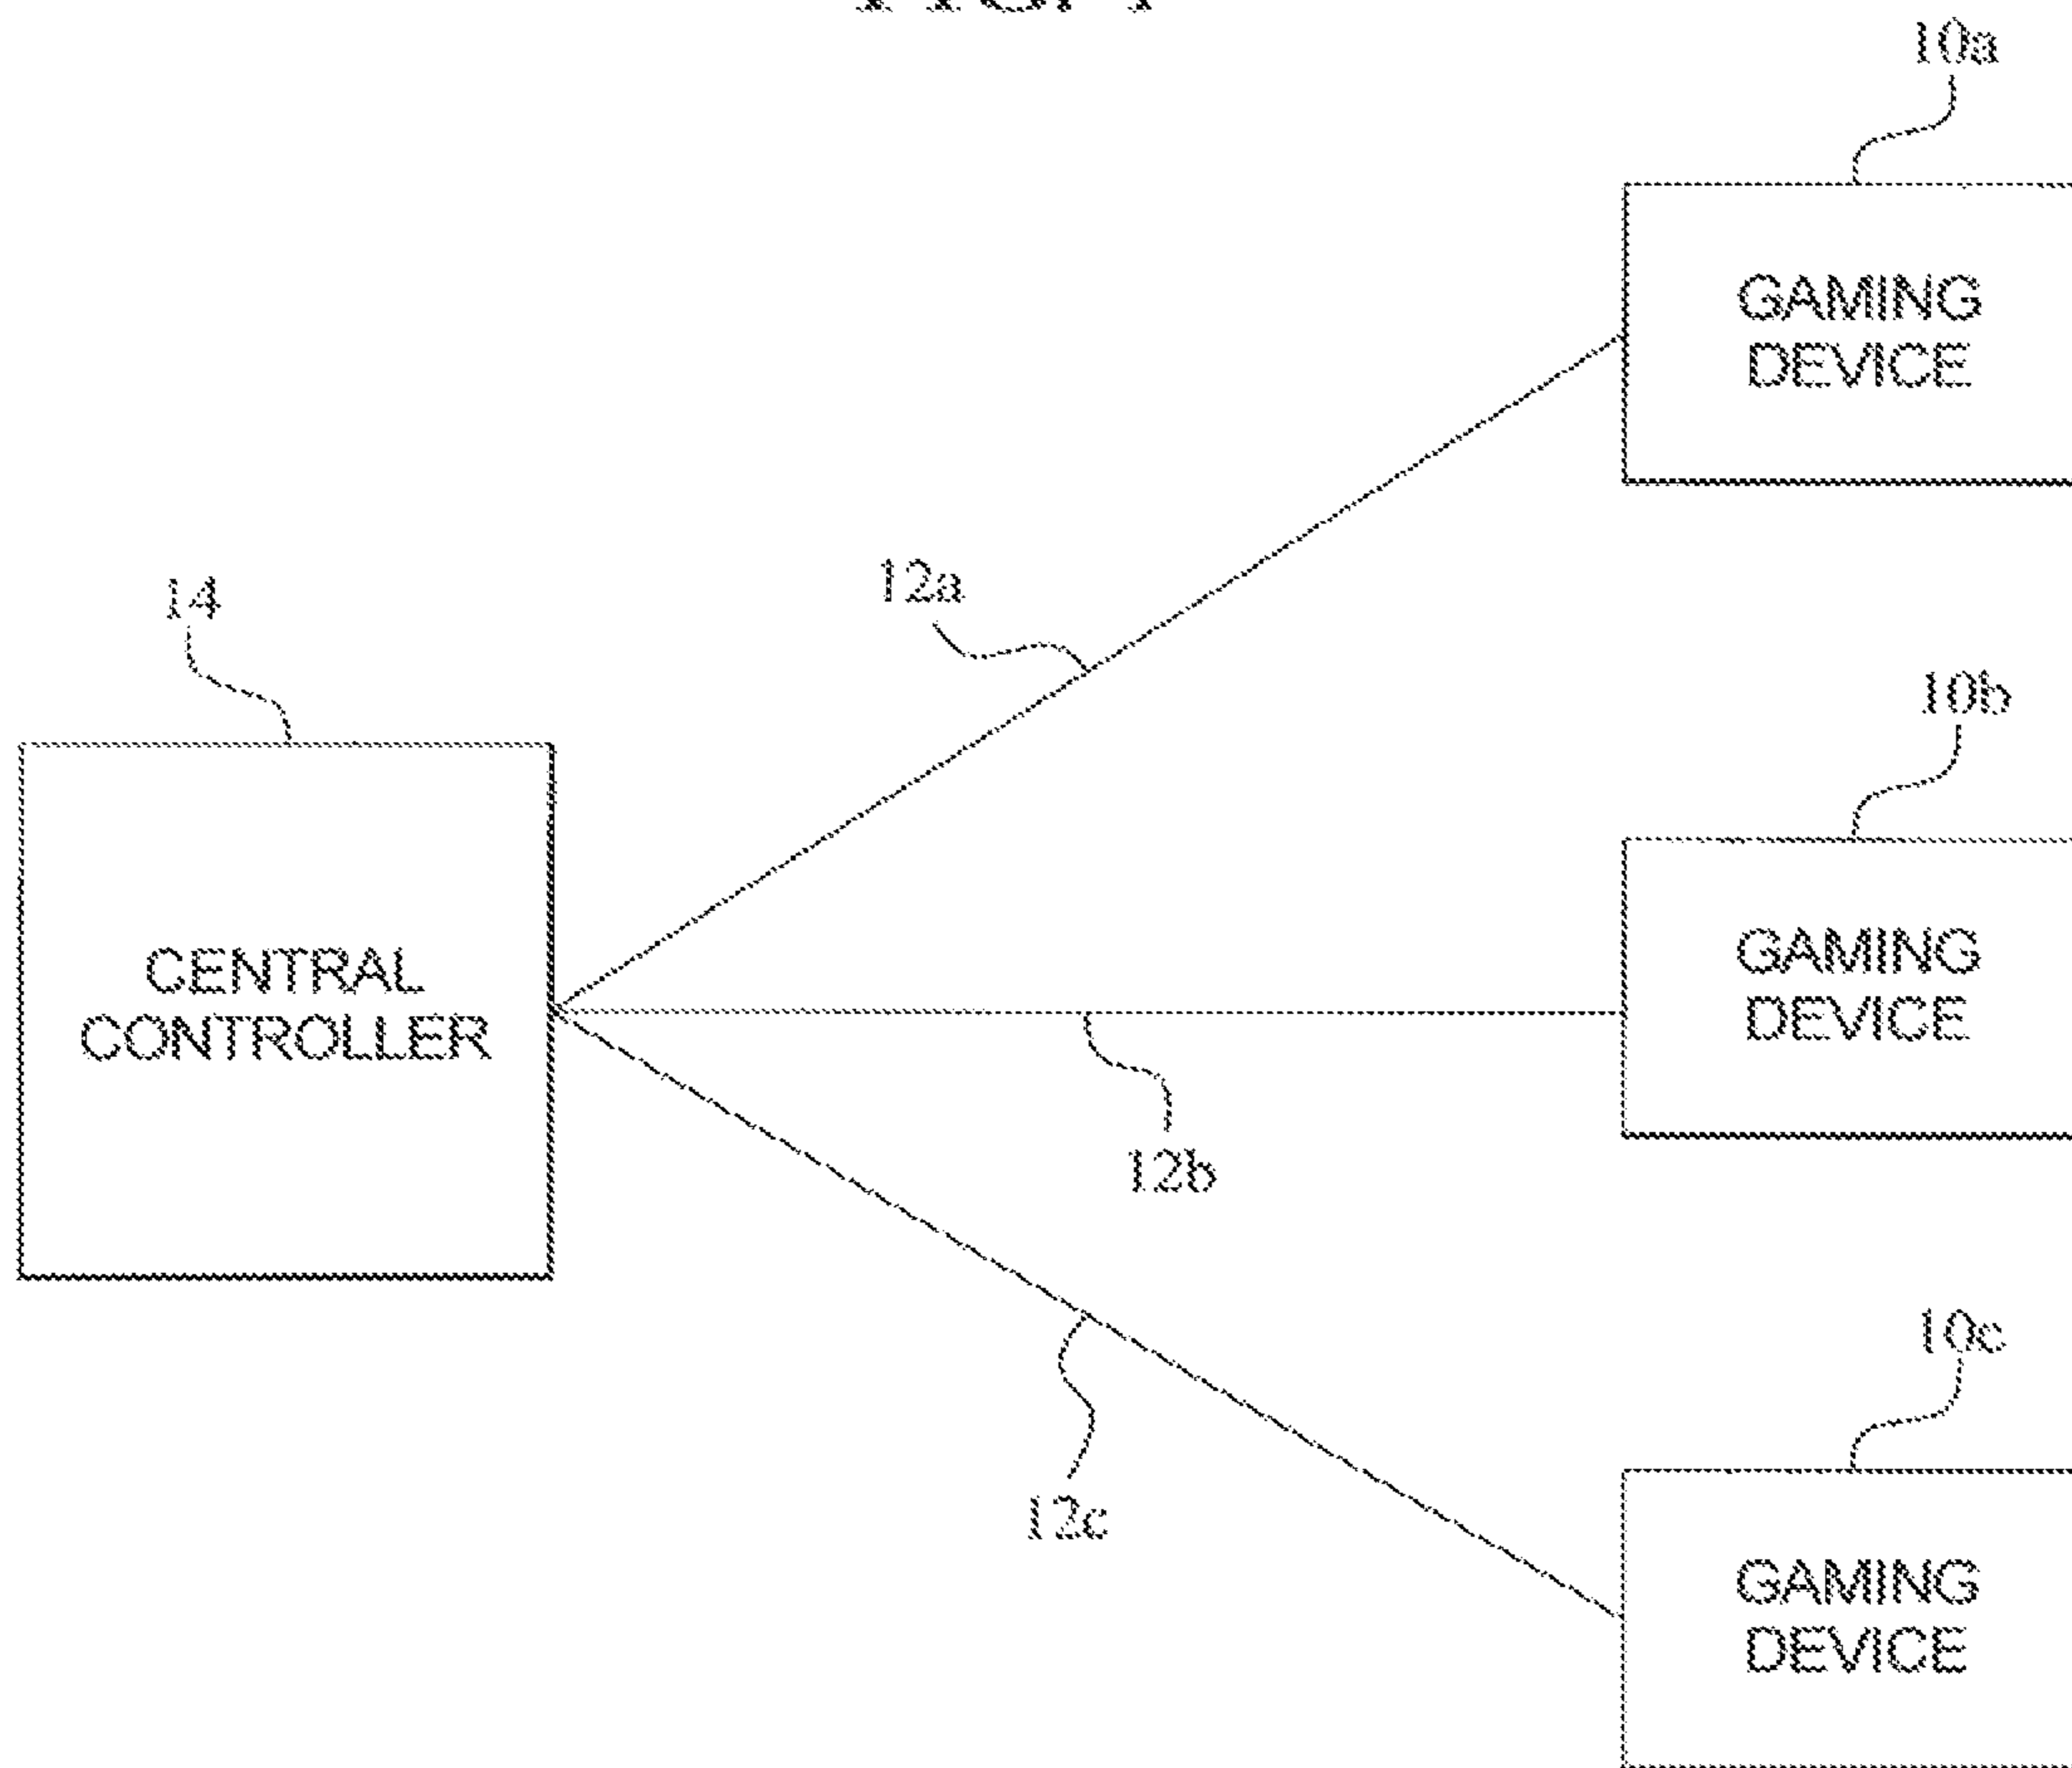 10a
GAMING
DEVICE
12a
14
10b
CENTRAL
CONTROLLER
GAMING
DEVICE
12b
10c
12c
GAMING
DEVICE